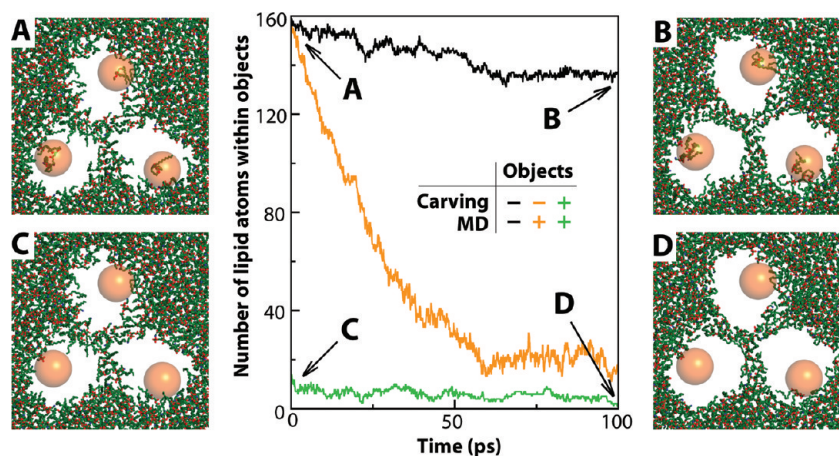 A
B
C
D
Number of lipid atoms within objects
160
120
80
40
0
A
B
C
D
Objects
Carving − − +
MD − + +
0
50
100
Time (ps)